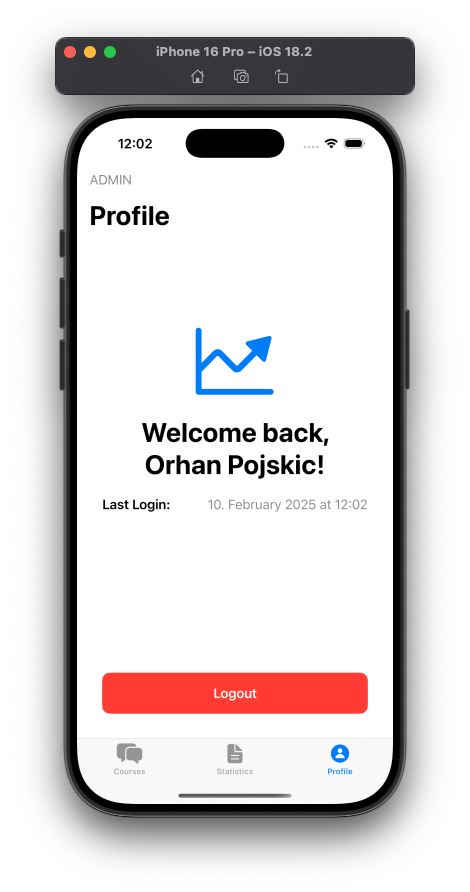 iPhone 16 Pro – iOS 18.2
12:02
ADMIN
Profile
Welcome back,
Orhan Pojskic!
Last Login: 10. February 2025 at 12:02
Logout
Courses Statistics Profile